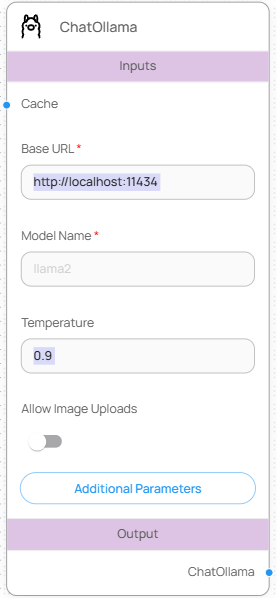 ChatOllama
Inputs
Cache
Base URL *
http://localhost:11434
Model Name *
llama2
Temperature
0.9
Allow Image Uploads
Additional Parameters
Output
ChatOllama